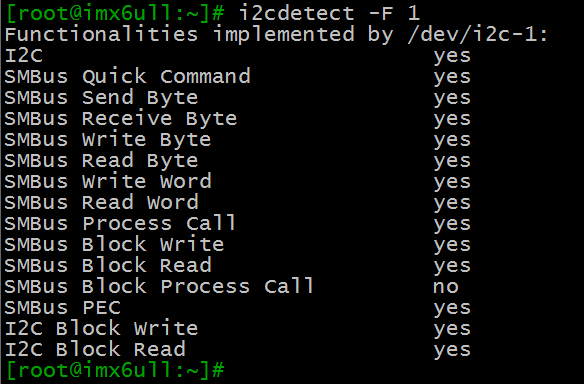 [root@imx6ull:~]# i2cdetect -F 1
Functionalities implemented by /dev/i2c-1:
I2C                              yes
SMBus Quick Command              yes
SMBus Send Byte                  yes
SMBus Receive Byte               yes
SMBus Write Byte                 yes
SMBus Read Byte                  yes
SMBus Write Word                 yes
SMBus Read Word                  yes
SMBus Process Call               yes
SMBus Block Write                yes
SMBus Block Read                 yes
SMBus Block Process Call         no
SMBus PEC                        yes
I2C Block Write                  yes
I2C Block Read                   yes
[root@imx6ull:~]#